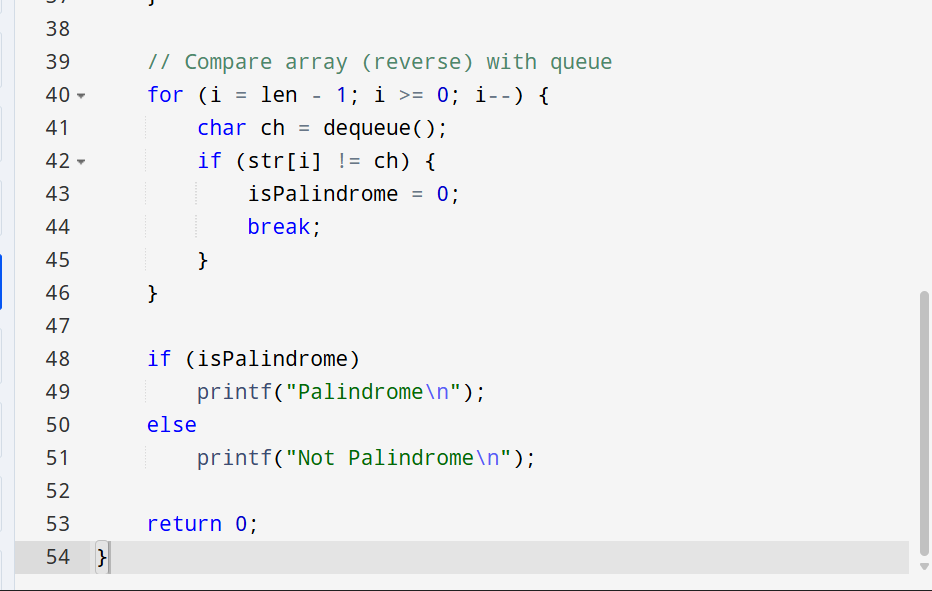 37 }
38
39 // Compare array (reverse) with queue
40 for (i = len - 1; i >= 0; i--) {
41 char ch = dequeue();
42 if (str[i] != ch) {
43 isPalindrome = 0;
44 break;
45 }
46 }
47
48 if (isPalindrome)
49 printf("Palindrome\n");
50 else
51 printf("Not Palindrome\n");
52
53 return 0;
54 }